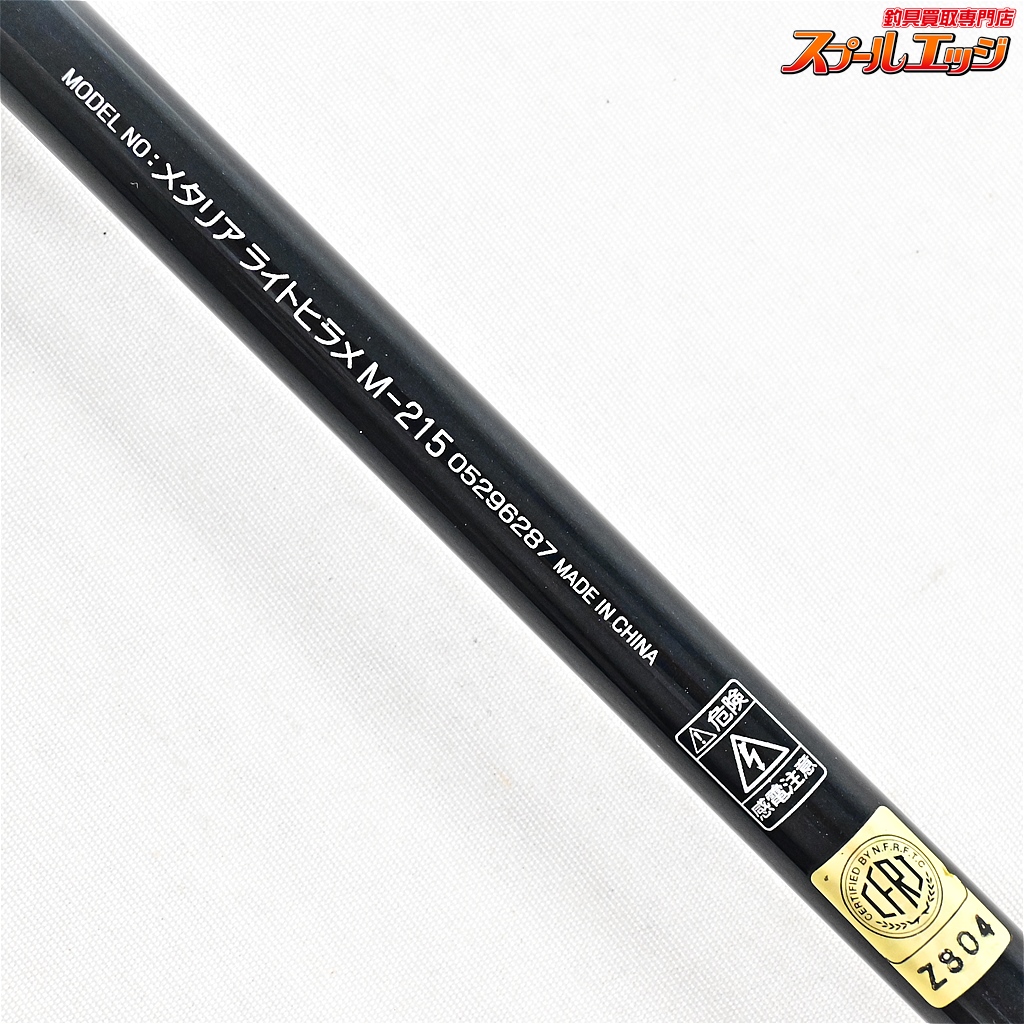 釣具買取専門店
スプールエッジ
MODEL NO:メタリア ライトヒラメ M-215 05296287 MADE IN CHINA
危険
感電注意
CERTIFIED BY N.F.R.F.T.C
CFRJ
Z804